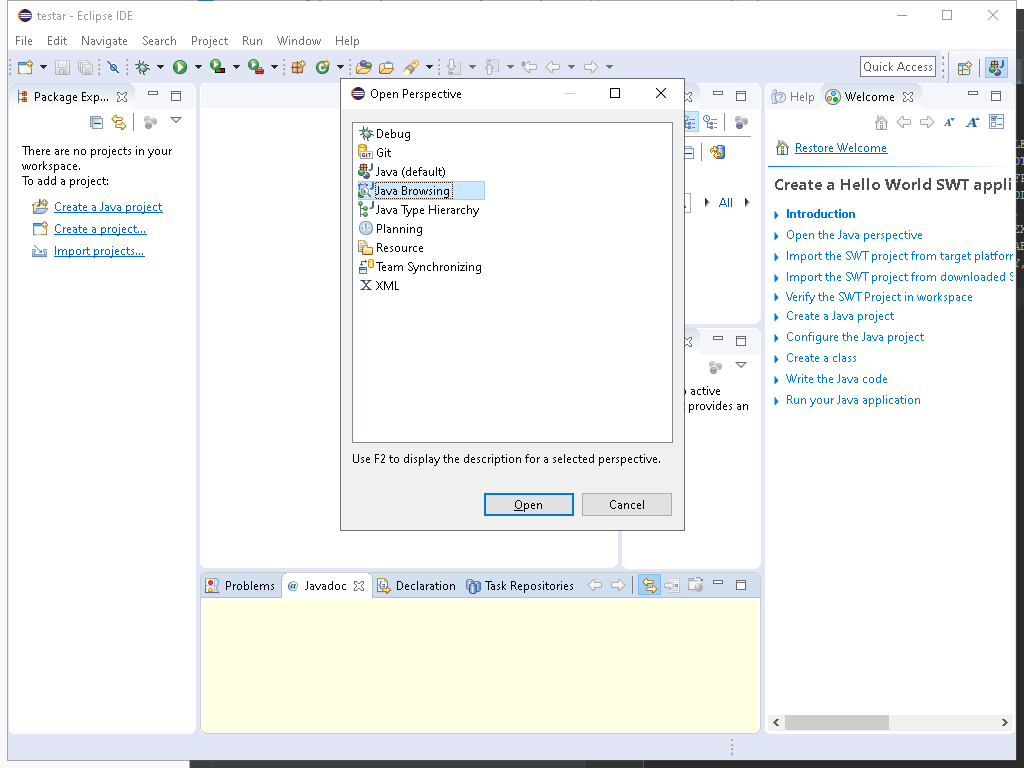 testar - Eclipse IDE
File Edit Navigate Search Project Run Window Help
Quick Access
Package Exp...
There are no projects in your
workspace.
To add a project:
Create a Java project
Create a project...
Import projects...
Open Perspective
Debug
GIT Git
Java (default)
Java Browsing
Java Type Hierarchy
Planning
Resource
Team Synchronizing
X XML
Use F2 to display the description for a selected perspective.
Open Cancel
All
active
provides an
Help Welcome
Restore Welcome
Create a Hello World SWT appli
Introduction
Open the Java perspective
Import the SWT project from target platform
Import the SWT project from downloaded S
Verify the SWT Project in workspace
Create a Java project
Configure the Java project
Create a class
Write the Java code
Run your Java application
Problems @ Javadoc Declaration Task Repositories